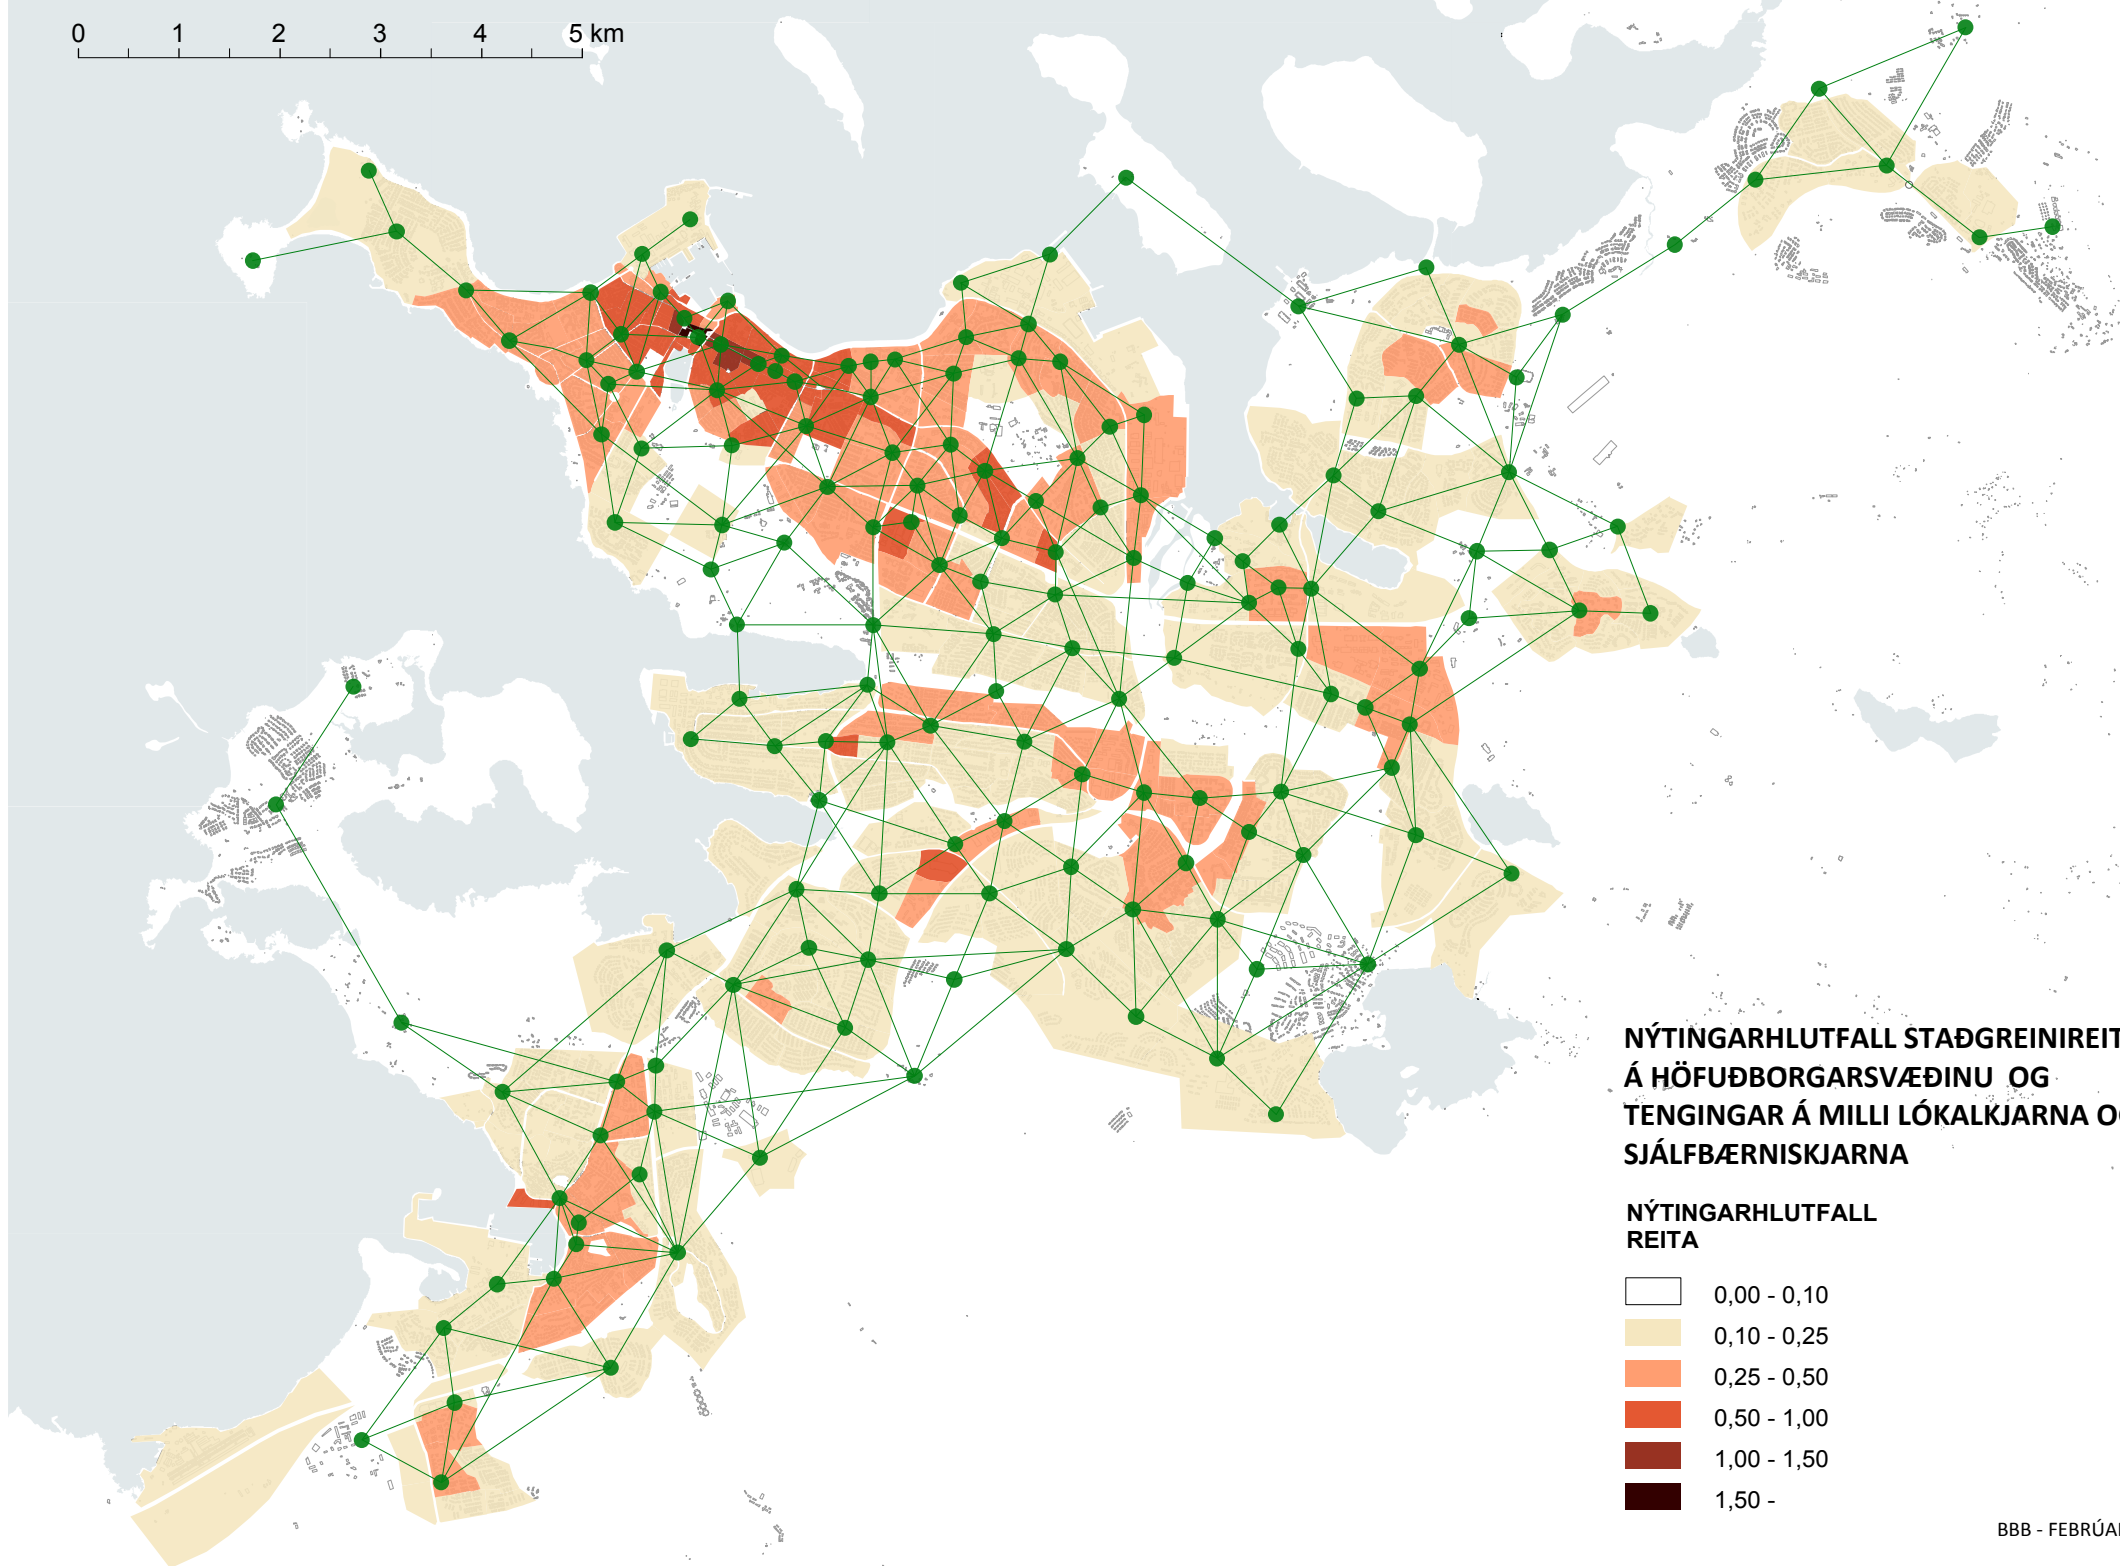 0 1 2 3 4 5 km
NÝTINGARHLUTFALL STAÐGREINIREIT
Á HÖFUÐBORGARSVÆÐINU OG
TENGINGAR Á MILLI LÓKALKJARNA OG
SJÁLFBÆRNISKJARNA
NÝTINGARHLUTFALL
REITA
0,00 - 0,10
0,10 - 0,25
0,25 - 0,50
0,50 - 1,00
1,00 - 1,50
1,50 -
BBB - FEBRÚAR